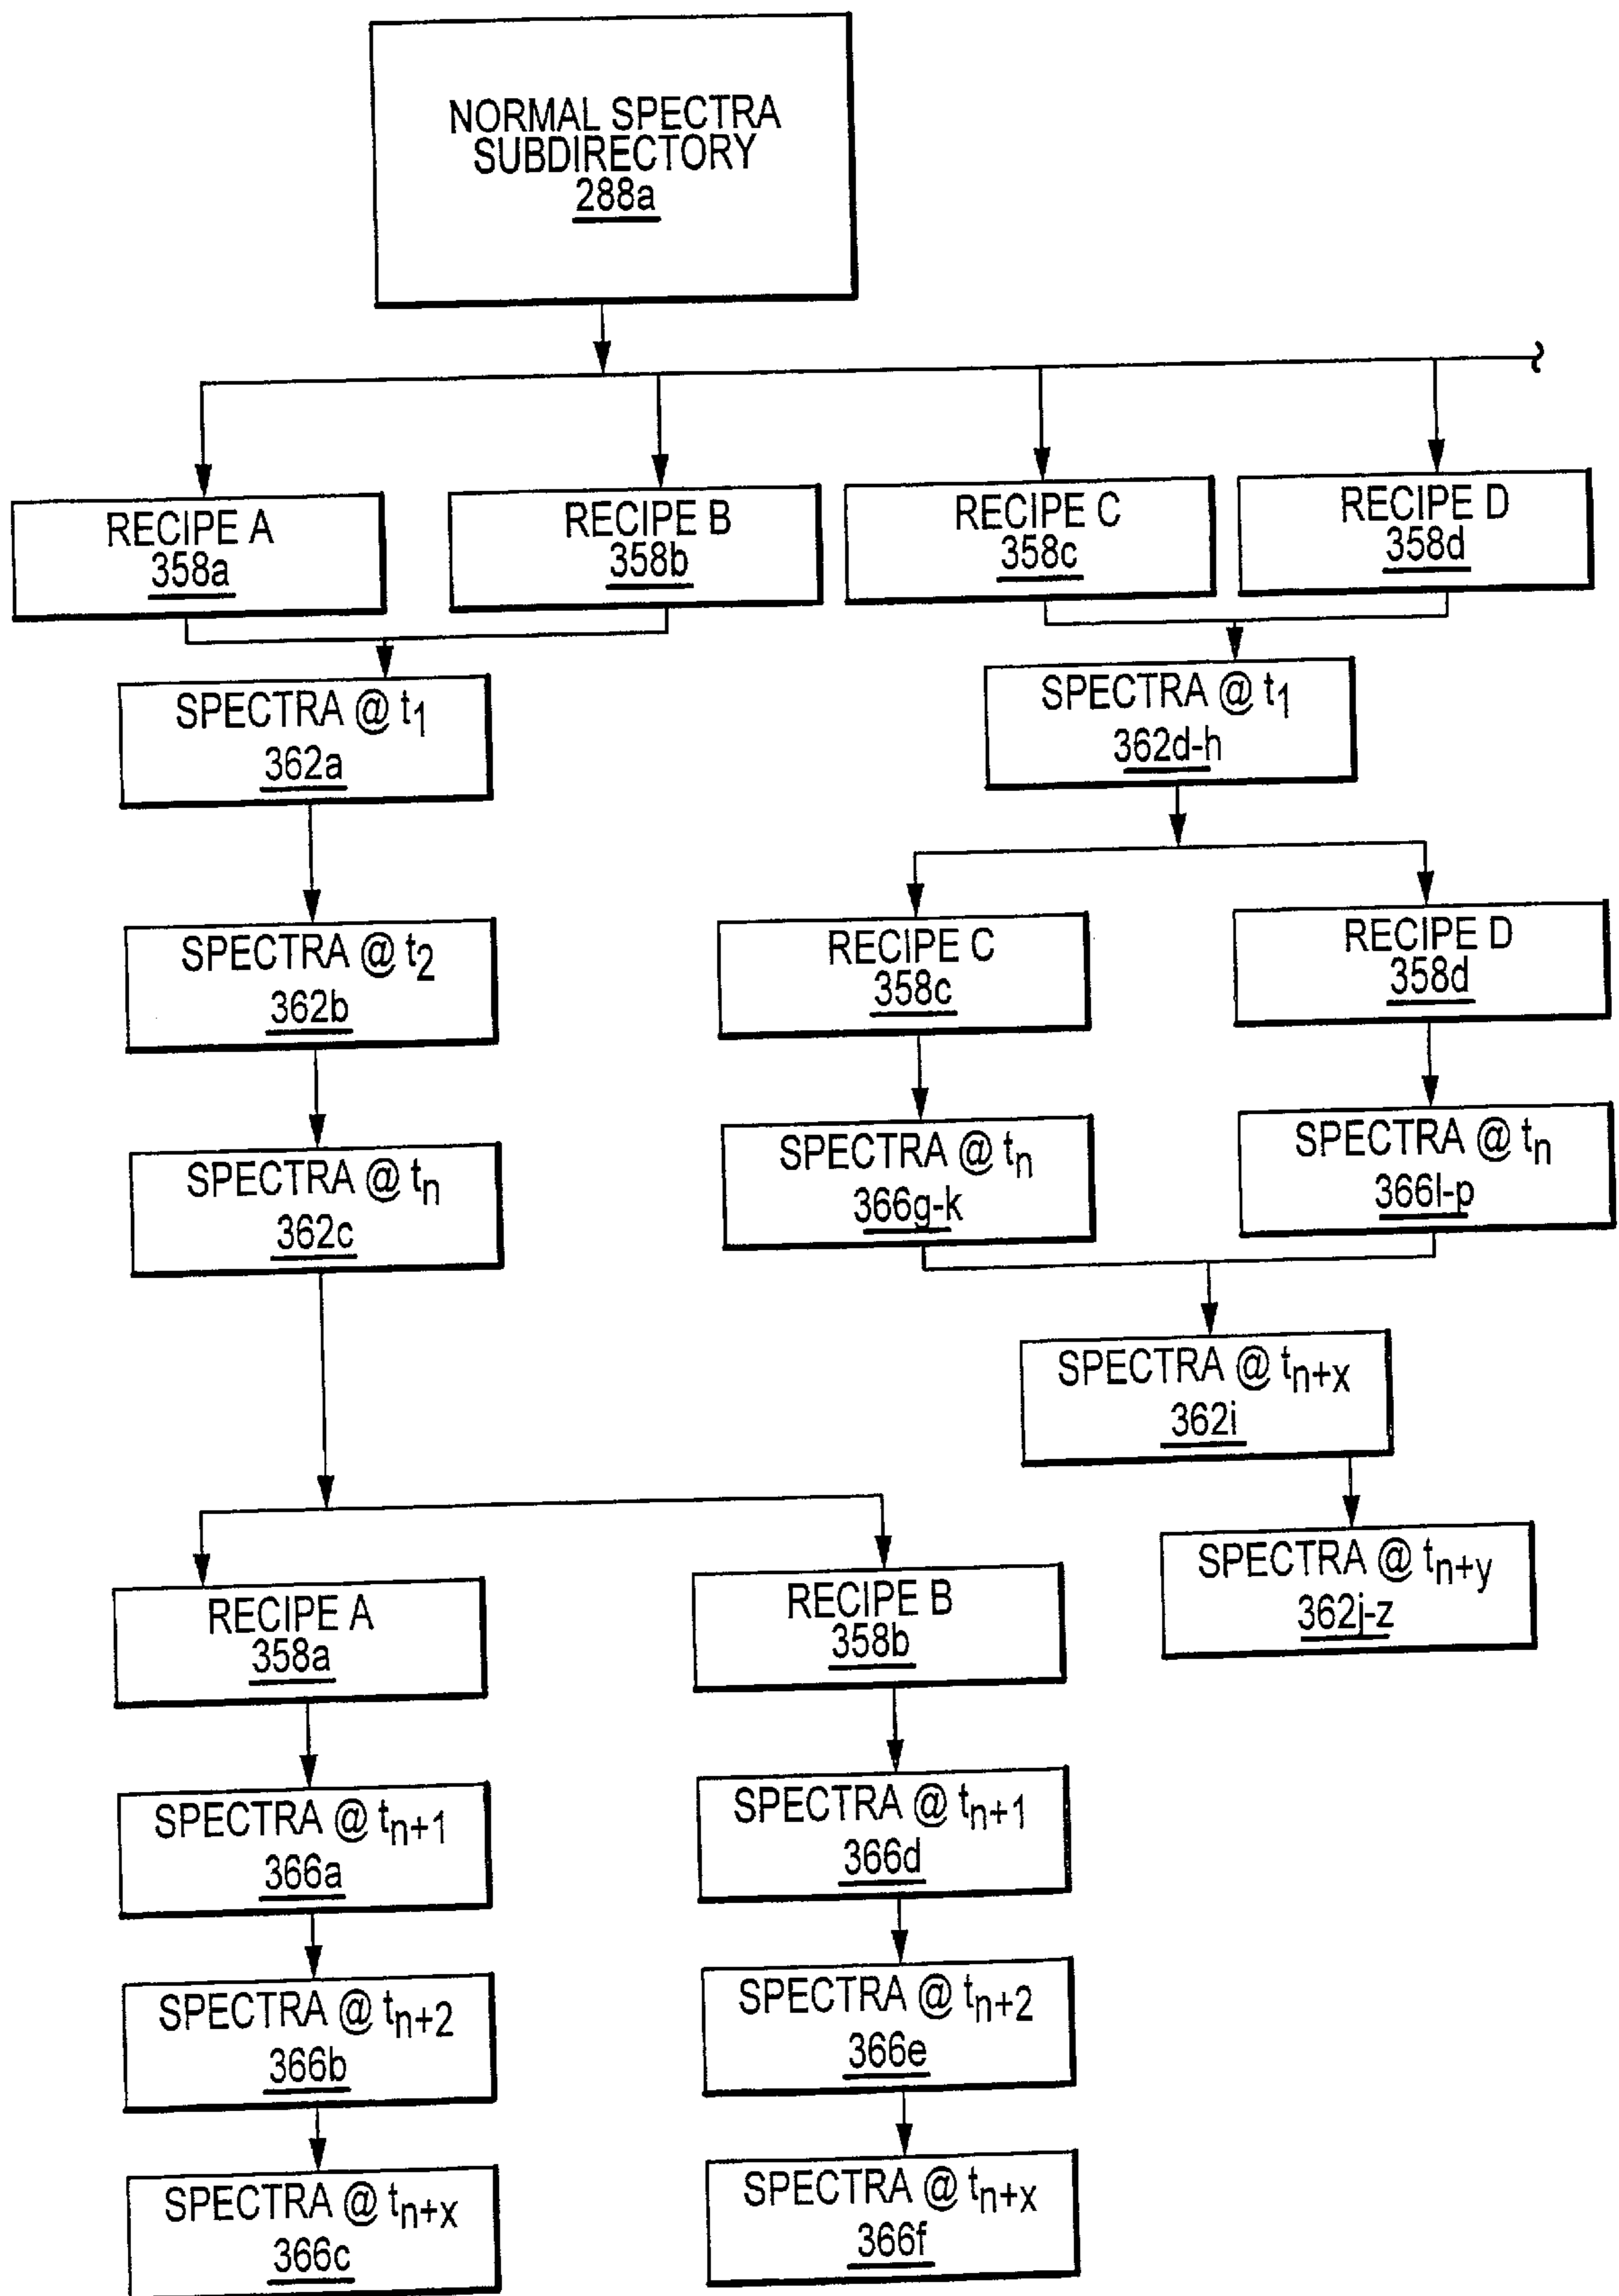 NORMAL SPECTRA
SUBDIRECTORY
288a
RECIPE A
358a
RECIPE B
358b
RECIPE C
358c
RECIPE D
358d
SPECTRA @ t1
362a
SPECTRA @ t1
362d-h
SPECTRA @ t2
362b
RECIPE C
358c
RECIPE D
358d
SPECTRA @ tn
362c
SPECTRA @ tn
366g-k
SPECTRA @ tn
366l-p
SPECTRA @ tn+x
362i
SPECTRA @ tn+y
362j-z
RECIPE A
358a
RECIPE B
358b
SPECTRA @ tn+1
366a
SPECTRA @ tn+1
366d
SPECTRA @ tn+2
366b
SPECTRA @ tn+2
366e
SPECTRA @ tn+x
366c
SPECTRA @ tn+x
366f